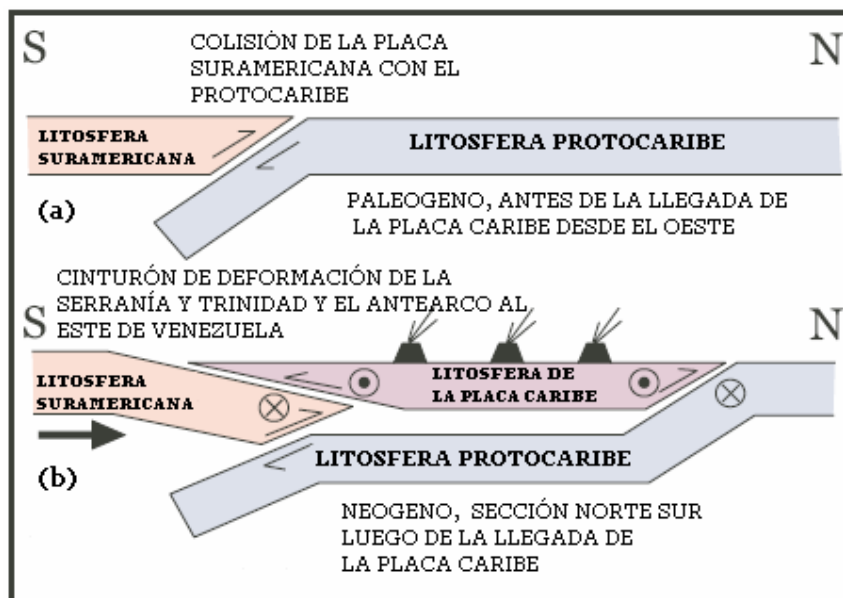 S
COLISIÓN DE LA PLACA
SURAMERICANA CON EL
PROTOCARIBE
N
LITOSFERA
SURAMERICANA
LITOSFERA PROTOCARIBE
(a)
PALEOGENO, ANTES DE LA LLEGADA DE
LA PLACA CARIBE DESDE EL OESTE
CINTURÓN DE DEFORMACIÓN DE LA
SERRANÍA Y TRINIDAD Y EL ANTEARCO AL
ESTE DE VENEZUELA
S
N
LITOSFERA
SURAMERICANA
LITOSFERA DE
LA PLACA CARIBE
LITOSFERA PROTOCARIBE
(b)
NEOGENO, SECCIÓN NORTE SUR
LUEGO DE LA LLEGADA DE
LA PLACA CARIBE